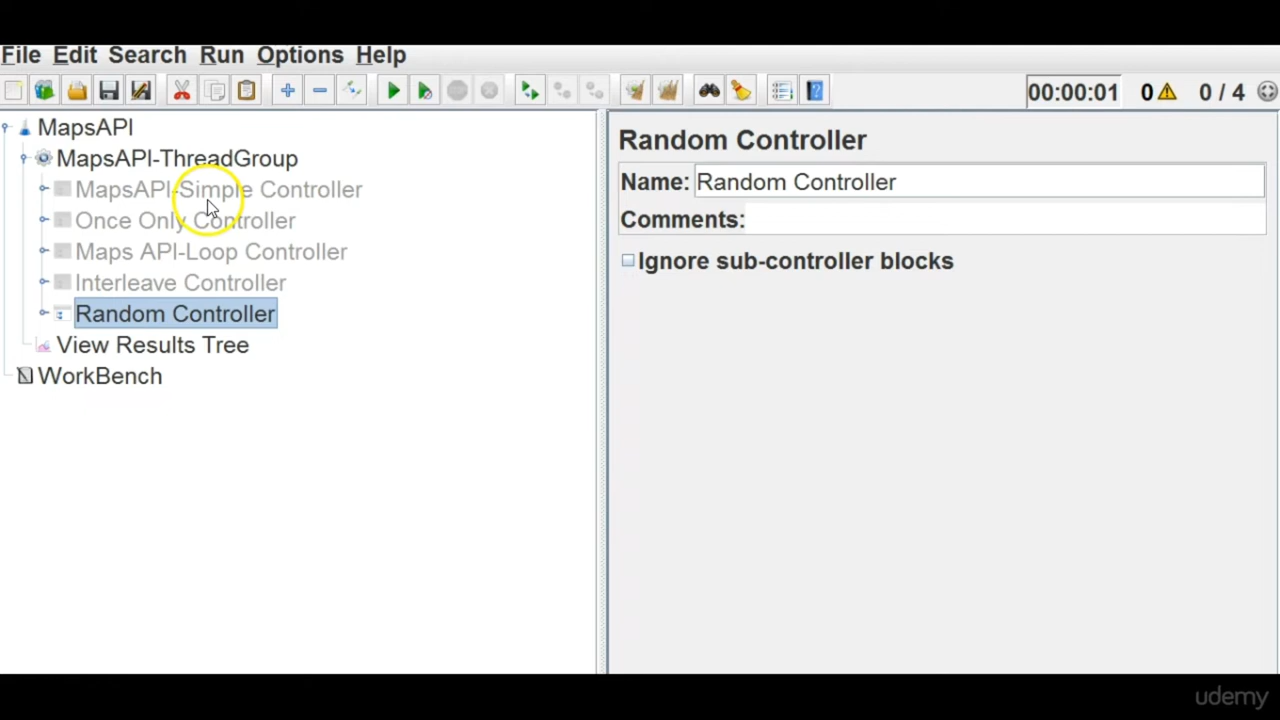 File Edit Search Run Options Help
00:00:01 0 0 / 4
MapsAPI
MapsAPI-ThreadGroup
MapsAPI-Simple Controller
Once Only Controller
Maps API-Loop Controller
Interleave Controller
Random Controller
View Results Tree
WorkBench
Random Controller
Name: Random Controller
Comments:
Ignore sub-controller blocks
udemy